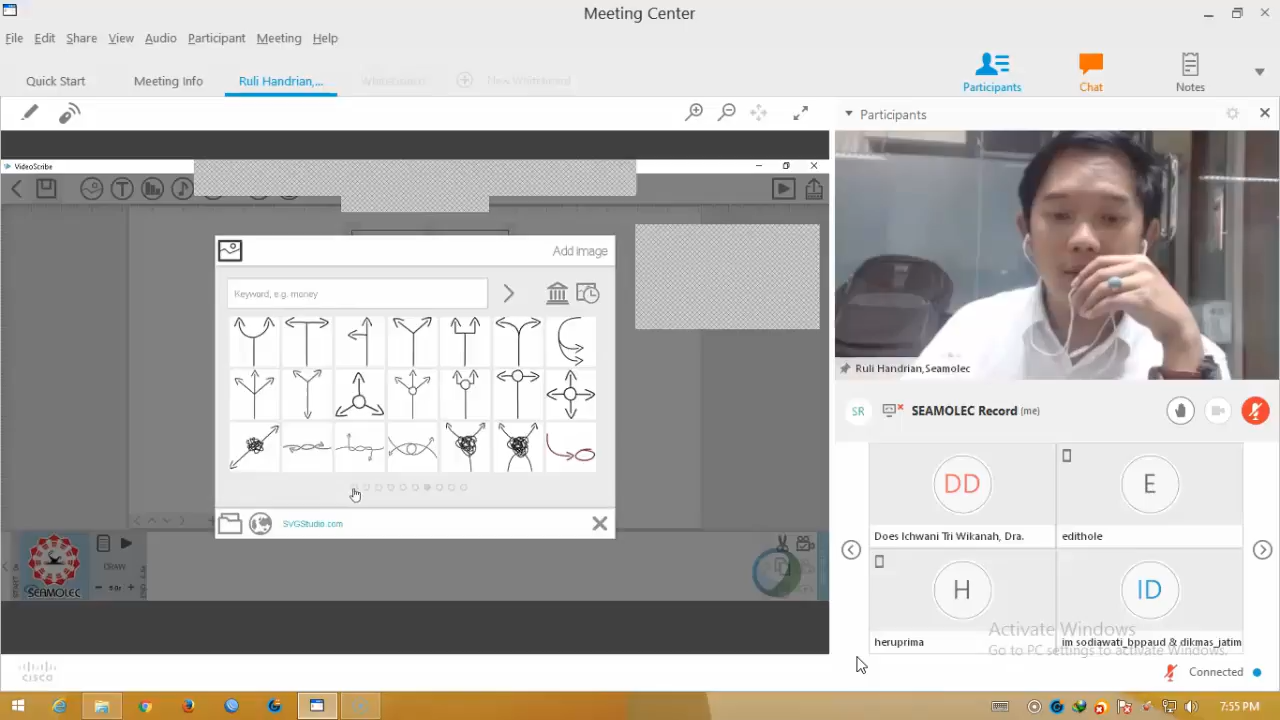 Meeting Center
File Edit Share View Audio Participant Meeting Help
Quick Start Meeting Info Ruli Handrian,...
Participants Chat Notes
Participants
VideoScribe
Add image
Keyword, e.g. money
Ruli Handrian,Seamolec
SR SEAMOLEC Record (me)
DD E
Does Ichwani Tri Wikanah, Dra. edithole
SVGStudio.com
DRAW
SEAMOLEC
H ID
heruprima im sodiawati_bppaud & dikmas_jatim
Activate Windows
Go to PC settings to activate Windows.
cisco Connected
7:55 PM